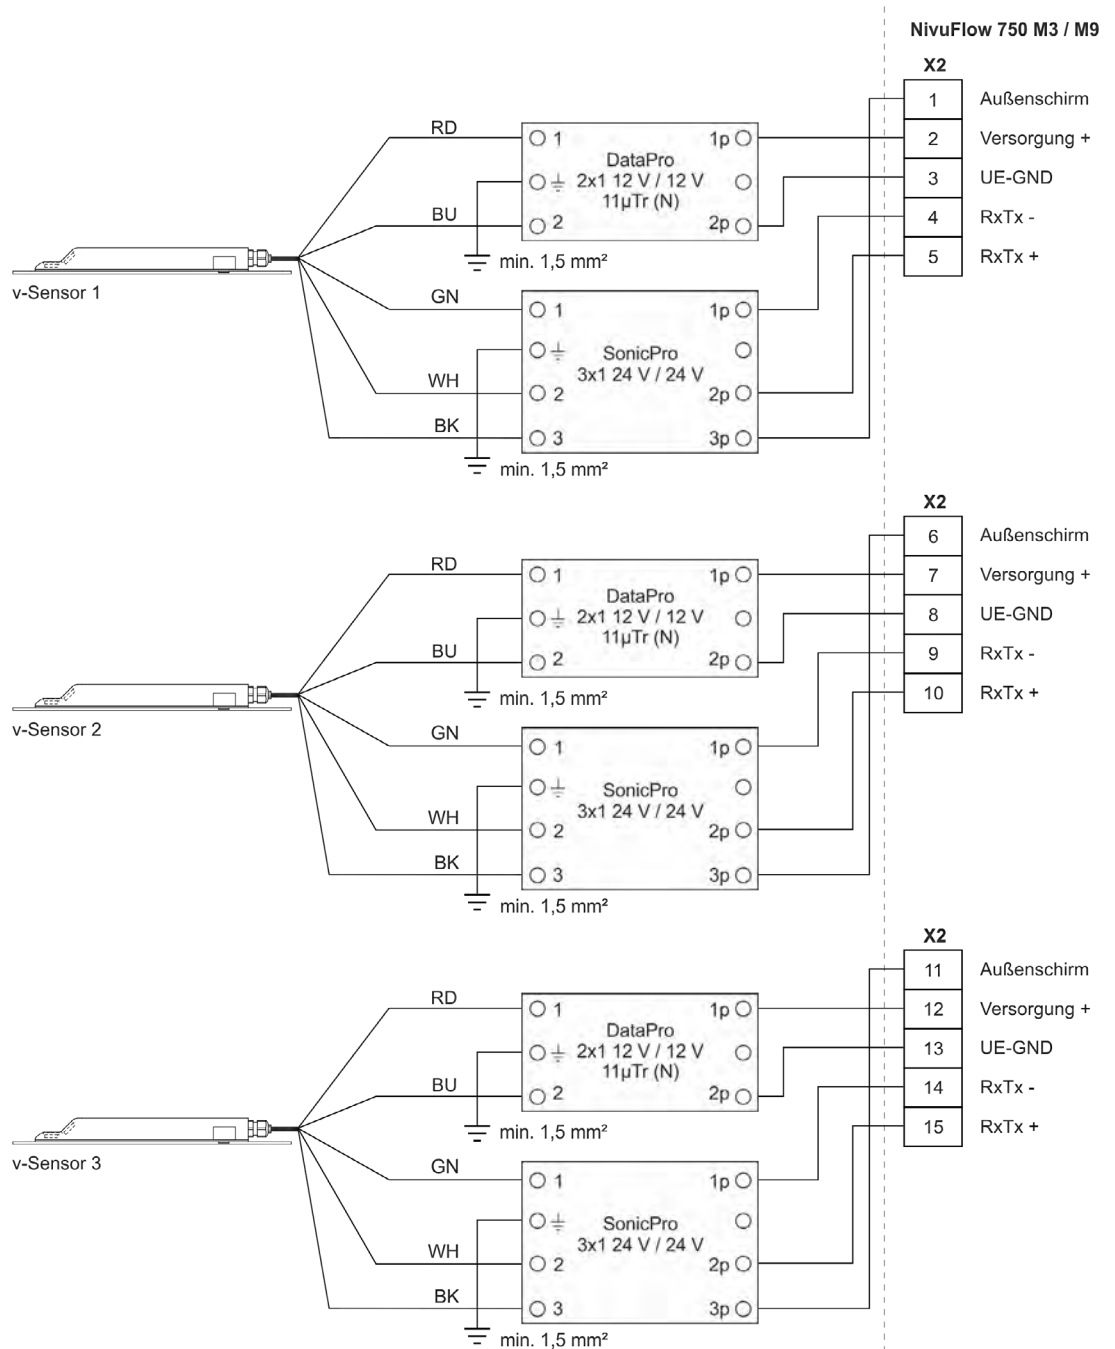 NivuFlow 750 M3 / M9
X2
1 Außenschirm
2 Versorgung +
3 UE-GND
4 RxTx -
5 RxTx +
RD
BU
GN
WH
BK
1 1p
DataPro
2x1 12 V / 12 V
11µTr (N)
2 2p
min. 1,5 mm²
v-Sensor 1
1 1p
SonicPro
3x1 24 V / 24 V
2 2p
3 3p
min. 1,5 mm²
X2
6 Außenschirm
7 Versorgung +
8 UE-GND
9 RxTx -
10 RxTx +
RD
BU
GN
WH
BK
1 1p
DataPro
2x1 12 V / 12 V
11µTr (N)
2 2p
min. 1,5 mm²
v-Sensor 2
1 1p
SonicPro
3x1 24 V / 24 V
2 2p
3 3p
min. 1,5 mm²
X2
11 Außenschirm
12 Versorgung +
13 UE-GND
14 RxTx -
15 RxTx +
RD
BU
GN
WH
BK
1 1p
DataPro
2x1 12 V / 12 V
11µTr (N)
2 2p
min. 1,5 mm²
v-Sensor 3
1 1p
SonicPro
3x1 24 V / 24 V
2 2p
3 3p
min. 1,5 mm²